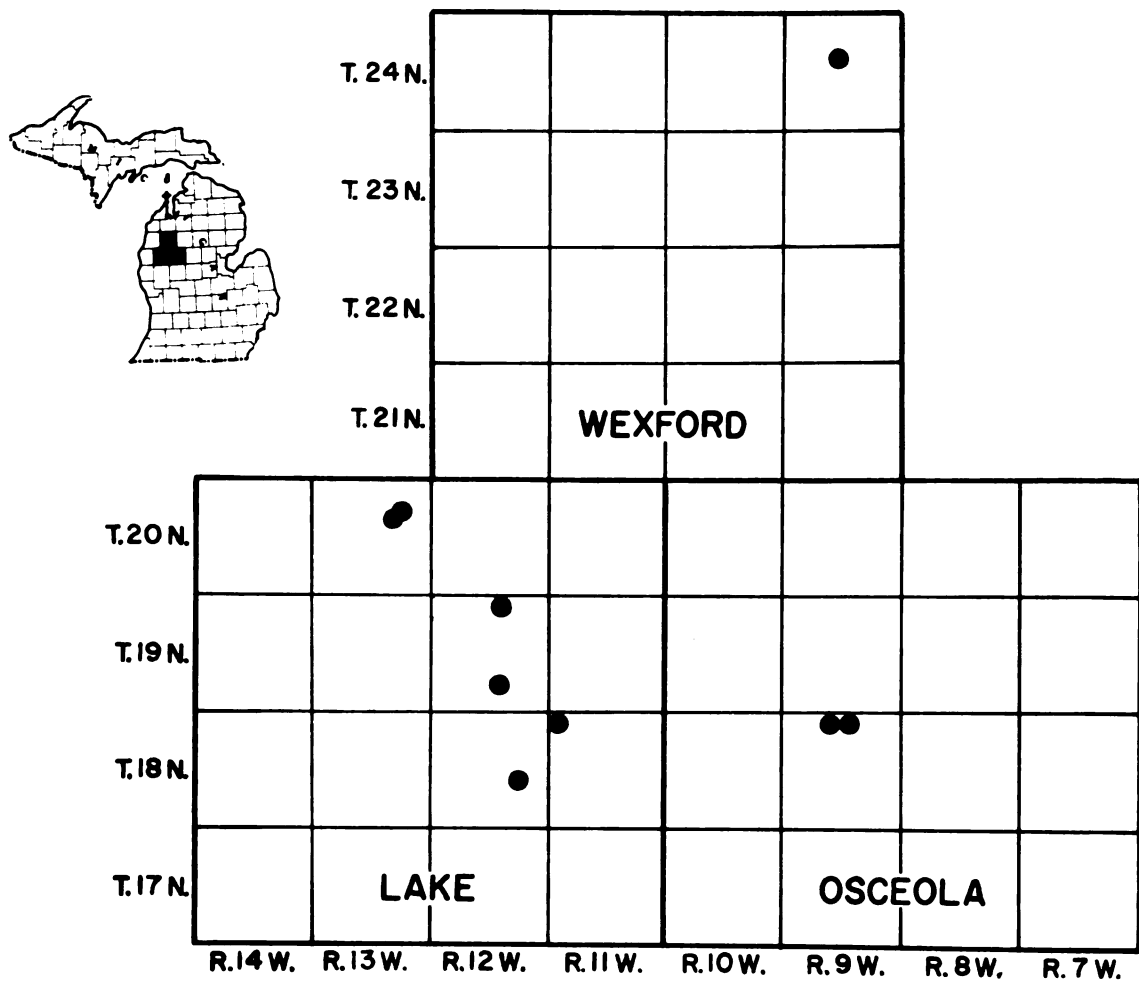 T. 24 N.
T. 23 N.
T. 22 N.
T. 21 N.
WEXFORD
T. 20 N.
T. 19 N.
T. 18 N.
T. 17 N.
LAKE
OSCEOLA
R. 14 W. R. 13 W. R. 12 W. R. 11 W. R. 10 W. R. 9 W. R. 8 W. R. 7 W.